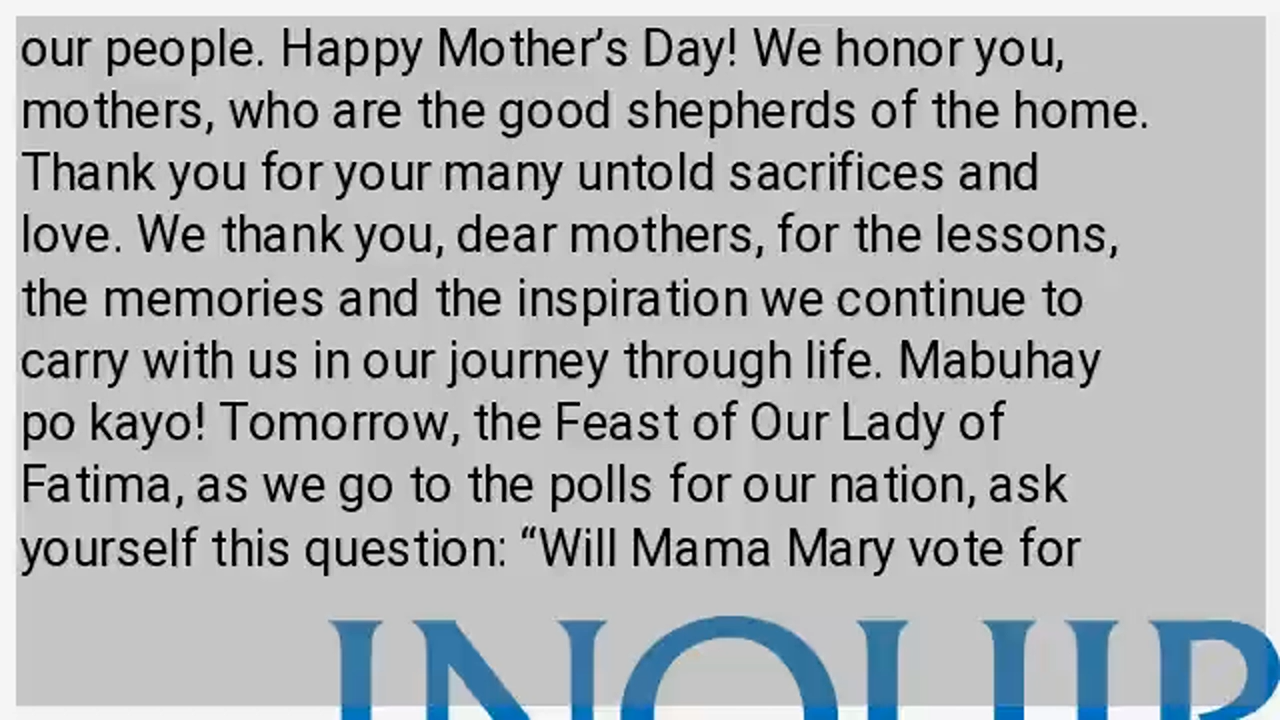 our people. Happy Mother’s Day! We honor you,
mothers, who are the good shepherds of the home.
Thank you for your many untold sacrifices and
love. We thank you, dear mothers, for the lessons,
the memories and the inspiration we continue to
carry with us in our journey through life. Mabuhay
po kayo! Tomorrow, the Feast of Our Lady of
Fatima, as we go to the polls for our nation, ask
yourself this question: “Will Mama Mary vote for